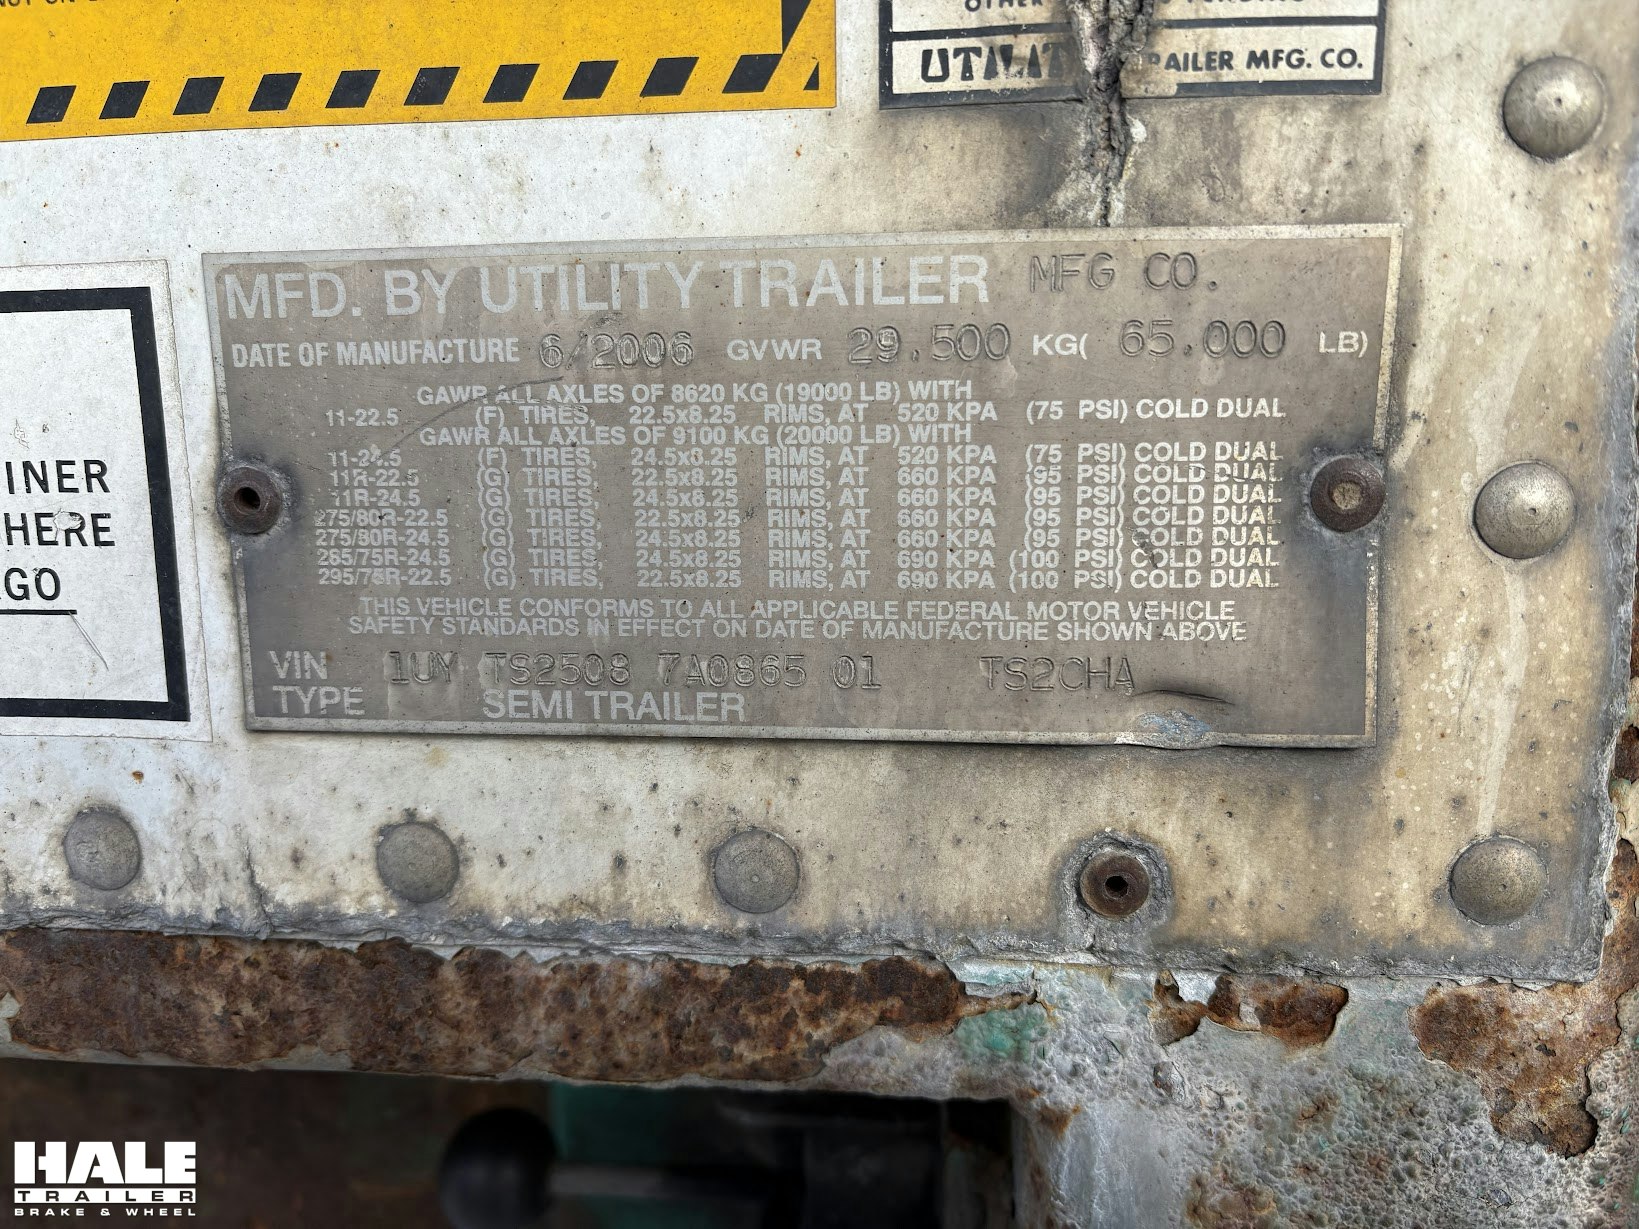 UTILIT RAILER MFG. CO.
MFD. BY UTILITY TRAILER MFG CO.
DATE OF MANUFACTURE 6/2006 GVWR 29.500 KG( 65.000 LB)
GAWR ALL AXLES OF 8620 KG (19000 LB) WITH
11-22.5 (F) TIRES, 22.5x8.25 RIMS, AT 520 KPA (75 PSI) COLD DUAL
GAWR ALL AXLES OF 9100 KG (20000 LB) WITH
11-24.5 (F) TIRES, 24.5x8.25 RIMS, AT 520 KPA (75 PSI) COLD DUAL
11R-22.5 (G) TIRES, 22.5x8.25 RIMS, AT 660 KPA (95 PSI) COLD DUAL
11R-24.5 (G) TIRES, 24.5x8.25 RIMS, AT 660 KPA (95 PSI) COLD DUAL
275/80R-22.5 (G) TIRES, 22.5x8.25 RIMS, AT 660 KPA (95 PSI) COLD DUAL
275/80R-24.5 (G) TIRES, 24.5x8.25 RIMS, AT 660 KPA (95 PSI) COLD DUAL
285/75R-24.5 (G) TIRES, 24.5x8.25 RIMS, AT 690 KPA (100 PSI) COLD DUAL
295/75R-22.5 (G) TIRES, 22.5x8.25 RIMS, AT 690 KPA (100 PSI) COLD DUAL
THIS VEHICLE CONFORMS TO ALL APPLICABLE FEDERAL MOTOR VEHICLE
SAFETY STANDARDS IN EFFECT ON DATE OF MANUFACTURE SHOWN ABOVE
VIN 1UY TS2508 7A0865 01 TS2CHA
TYPE SEMI TRAILER
INER
HERE
GO
HALE
TRAILER
BRAKE & WHEEL